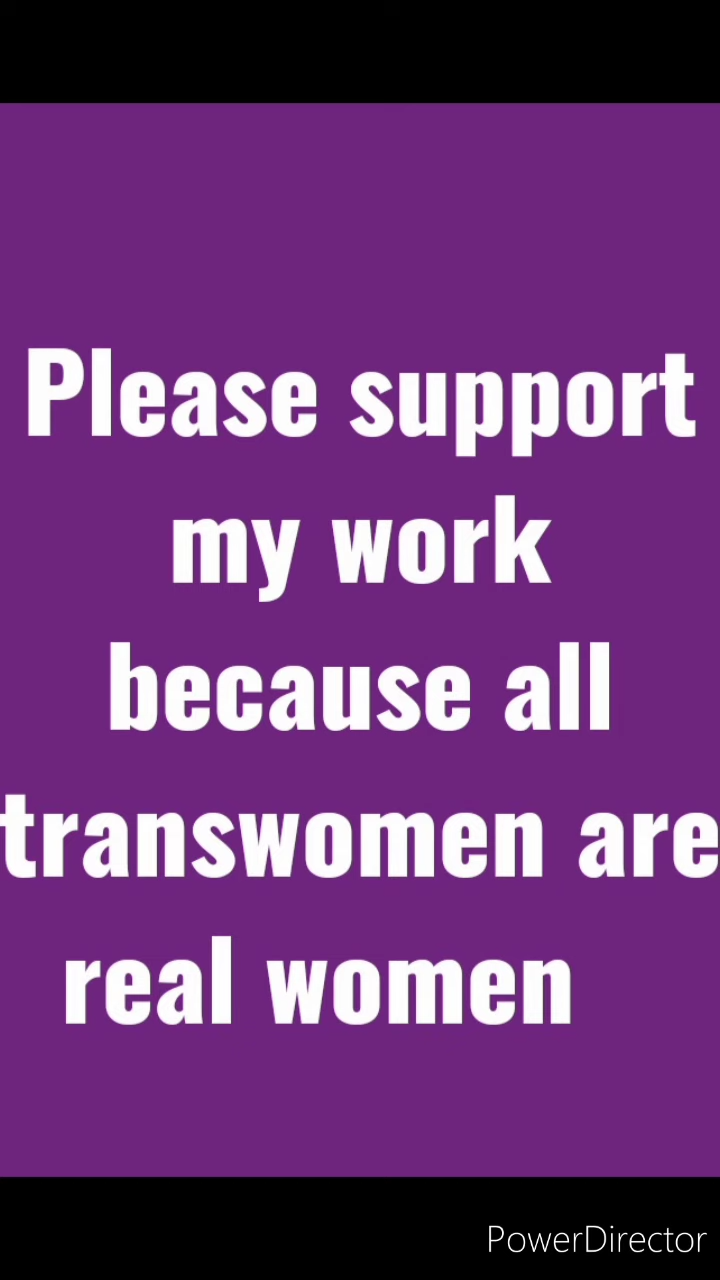 Please support
my work
because all
transwomen are
real women
PowerDirector